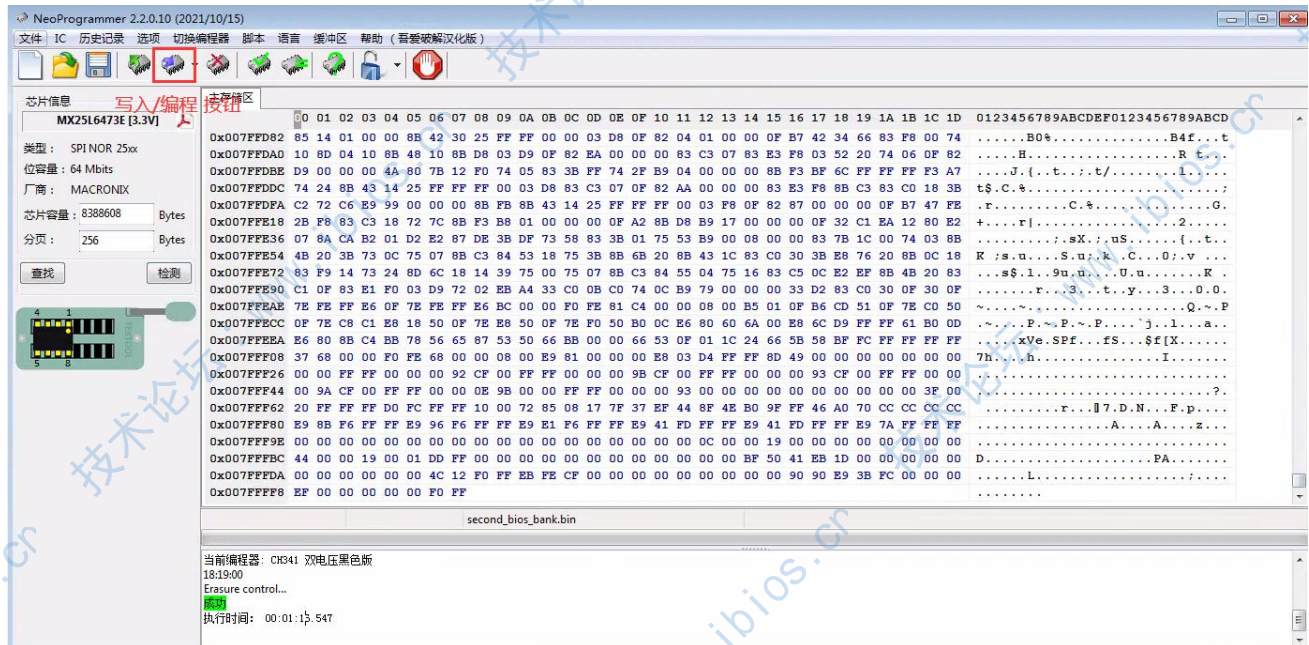 NeoProgrammer 2.2.0.10 (2021/10/15)
文件 IC 历史记录 选项 切换编程器 脚本 语言 缓冲区 帮助（吾爱破解汉化版）
写入/编程 按钮
芯片信息
MX25L6473E [3.3V]
类型： SPI NOR 25xx
位容量：64 Mbits
厂商： MACRONIX
芯片容量： 8388608 Bytes
分页： 256 Bytes
查找 检测
4 1
5 8
主存储区
00 01 02 03 04 05 06 07 08 09 0A 0B 0C 0D 0E 0F 10 11 12 13 14 15 16 17 18 19 1A 1B 1C 1D 0123456789ABCDEF0123456789ABCD
0x007FFD82 85 14 01 00 00 8B 42 30 25 FF FF 00 00 03 D8 0F 82 04 01 00 00 0F B7 42 34 66 83 F8 00 74 ......B0%..............B4f...t
0x007FFDA0 10 8D 04 10 8B 48 10 8B D8 03 D9 0F 82 EA 00 00 00 83 C3 07 83 E3 F8 03 52 20 74 06 0F 82
0x007FFDBE D9 00 00 00 4A 80 7B 12 F0 74 05 83 3B FF 74 2F B9 04 00 00 00 8B F3 BF 6C FF FF FF F3 A7
0x007FFDDC 74 24 8B 43 14 25 FF FF FF 00 03 D8 83 C3 07 0F 82 AA 00 00 00 83 E3 F8 8B C3 83 C0 18 3B
0x007FFDFA C2 72 C6 E9 99 00 00 00 8B FB 8B 43 14 25 FF FF FF 00 03 F8 0F 82 87 00 00 00 0F B7 47 FE
0x007FFE18 2B F8 83 C3 18 72 7C 8B F3 B8 01 00 00 00 0F A2 8B D8 B9 17 00 00 00 0F 32 C1 EA 12 80 E2
0x007FFE36 07 8A CA B2 01 D2 E2 87 DE 3B DF 73 58 83 3B 01 75 53 B9 00 08 00 00 83 7B 1C 00 74 03 8B
0x007FFE54 4B 20 3B 73 0C 75 07 8B C3 84 53 18 75 3B 8B 6B 20 8B 43 1C 83 C0 30 3B E8 76 20 8B 0C 18
0x007FFE72 83 F9 14 73 24 8D 6C 18 14 39 75 00 75 07 8B C3 84 55 04 75 16 83 C5 0C E2 EF 8B 4B 20 83
0x007FFE90 C1 0F 83 E1 F0 03 D9 72 02 EB A4 33 C0 0B C0 74 0C B9 79 00 00 00 33 D2 83 C0 30 0F 30 0F
0x007FFEAE 7E FE FF E6 0F 7E FE FF E6 BC 00 00 F0 FE 81 C4 00 00 08 00 B5 01 0F B6 CD 51 0F 7E C0 50
0x007FFECC 0F 7E C8 C1 E8 18 50 0F 7E E8 50 0F 7E F0 50 B0 0C E6 80 60 6A 00 E8 6C D9 FF FF 61 B0 0D
0x007FFEEA E6 80 8B C4 BB 78 56 65 87 53 50 66 BB 00 00 66 53 0F 01 1C 24 66 5B 58 BF FC FF FF FF FF
0x007FFF08 37 68 00 00 F0 FE 68 00 00 08 00 E9 81 00 00 00 E8 03 D4 FF FF 8D 49 00 00 00 00 00 00 00
0x007FFF26 00 00 FF FF 00 00 00 92 CF 00 FF FF 00 00 00 9B CF 00 FF FF 00 00 00 93 CF 00 FF FF 00 00
0x007FFF44 00 9A CF 00 FF FF 00 00 0E 9B 00 00 FF FF 00 00 00 93 00 00 00 00 00 00 00 00 00 00 3F 00
0x007FFF62 20 FF FF FF D0 FC FF FF 10 00 72 85 08 17 7F 37 EF 44 8F 4E B0 9F FF 46 A0 70 CC CC CC CC
0x007FFF80 E9 8B F6 FF FF E9 96 F6 FF FF E9 E1 F6 FF FF E9 41 FD FF FF E9 41 FD FF FF E9 7A FF FF FF
0x007FFF9E 00 00 00 00 00 00 00 00 00 00 00 00 00 00 00 00 00 00 0C 00 00 19 00 00 00 00 00 00 00 00
0x007FFFBC 44 00 00 19 00 01 DD FF 00 00 00 00 00 00 00 00 00 00 BF 50 41 EB 1D 00 00 00 00 00
0x007FFFDA 00 00 00 00 00 00 4C 12 F0 FF EB FE CF 00 00 00 00 00 00 00 00 00 90 90 E9 3B FC 00 00 00
0x007FFFF8 EF 00 00 00 00 00 F0 FF ........
second_bios_bank.bin
当前编程器：CH341 双电压黑色版
18:19:00
Erasure control...
成功
执行时间： 00:01:13.547
技术论坛 . www.ibios.cn